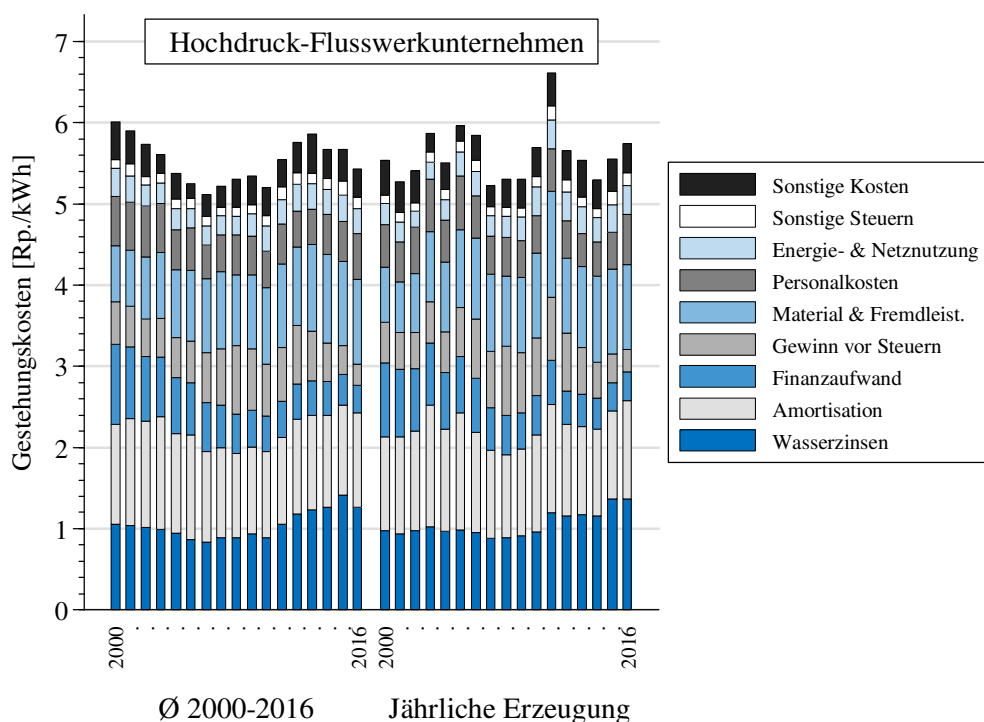 Hochdruck-Flusswerkunternehmen
Gestehungskosten [Rp./kWh]
7
6
5
4
3
2
1
0
2000
2016
2000
2016
Ø 2000-2016
Jährliche Erzeugung
Sonstige Kosten
Sonstige Steuern
Energie- & Netznutzung
Personalkosten
Material & Fremdleist.
Gewinn vor Steuern
Finanzaufwand
Amortisation
Wasserzinsen